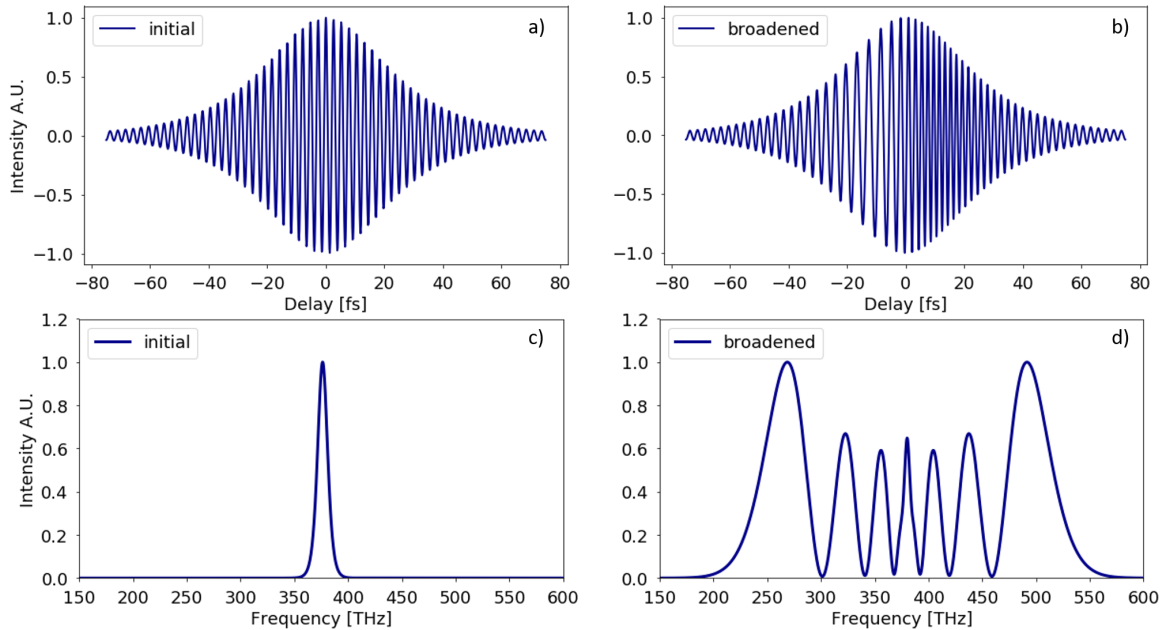 initial
a)
1.0
0.5
0.0
−0.5
−1.0
Intensity A.U.
−80 −60 −40 −20 0 20 40 60 80
Delay [fs]
broadened
b)
1.0
0.5
0.0
−0.5
−1.0
−80 −60 −40 −20 0 20 40 60 80
Delay [fs]
initial
c)
1.2
1.0
0.8
0.6
0.4
0.2
0.0
Intensity A.U.
150 200 250 300 350 400 450 500 550 600
Frequency [THz]
broadened
d)
1.2
1.0
0.8
0.6
0.4
0.2
0.0
150 200 250 300 350 400 450 500 550 600
Frequency [THz]